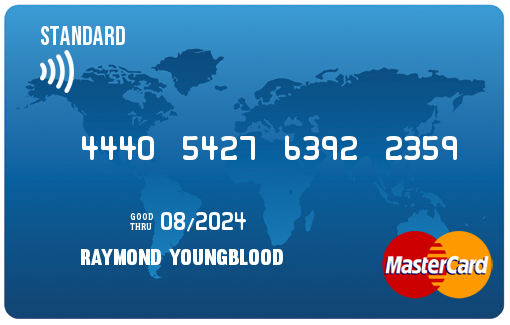 STANDARD
4440 5427 6392 2359
GOOD
THRU 08/2024
RAYMOND YOUNGBLOOD
MasterCard